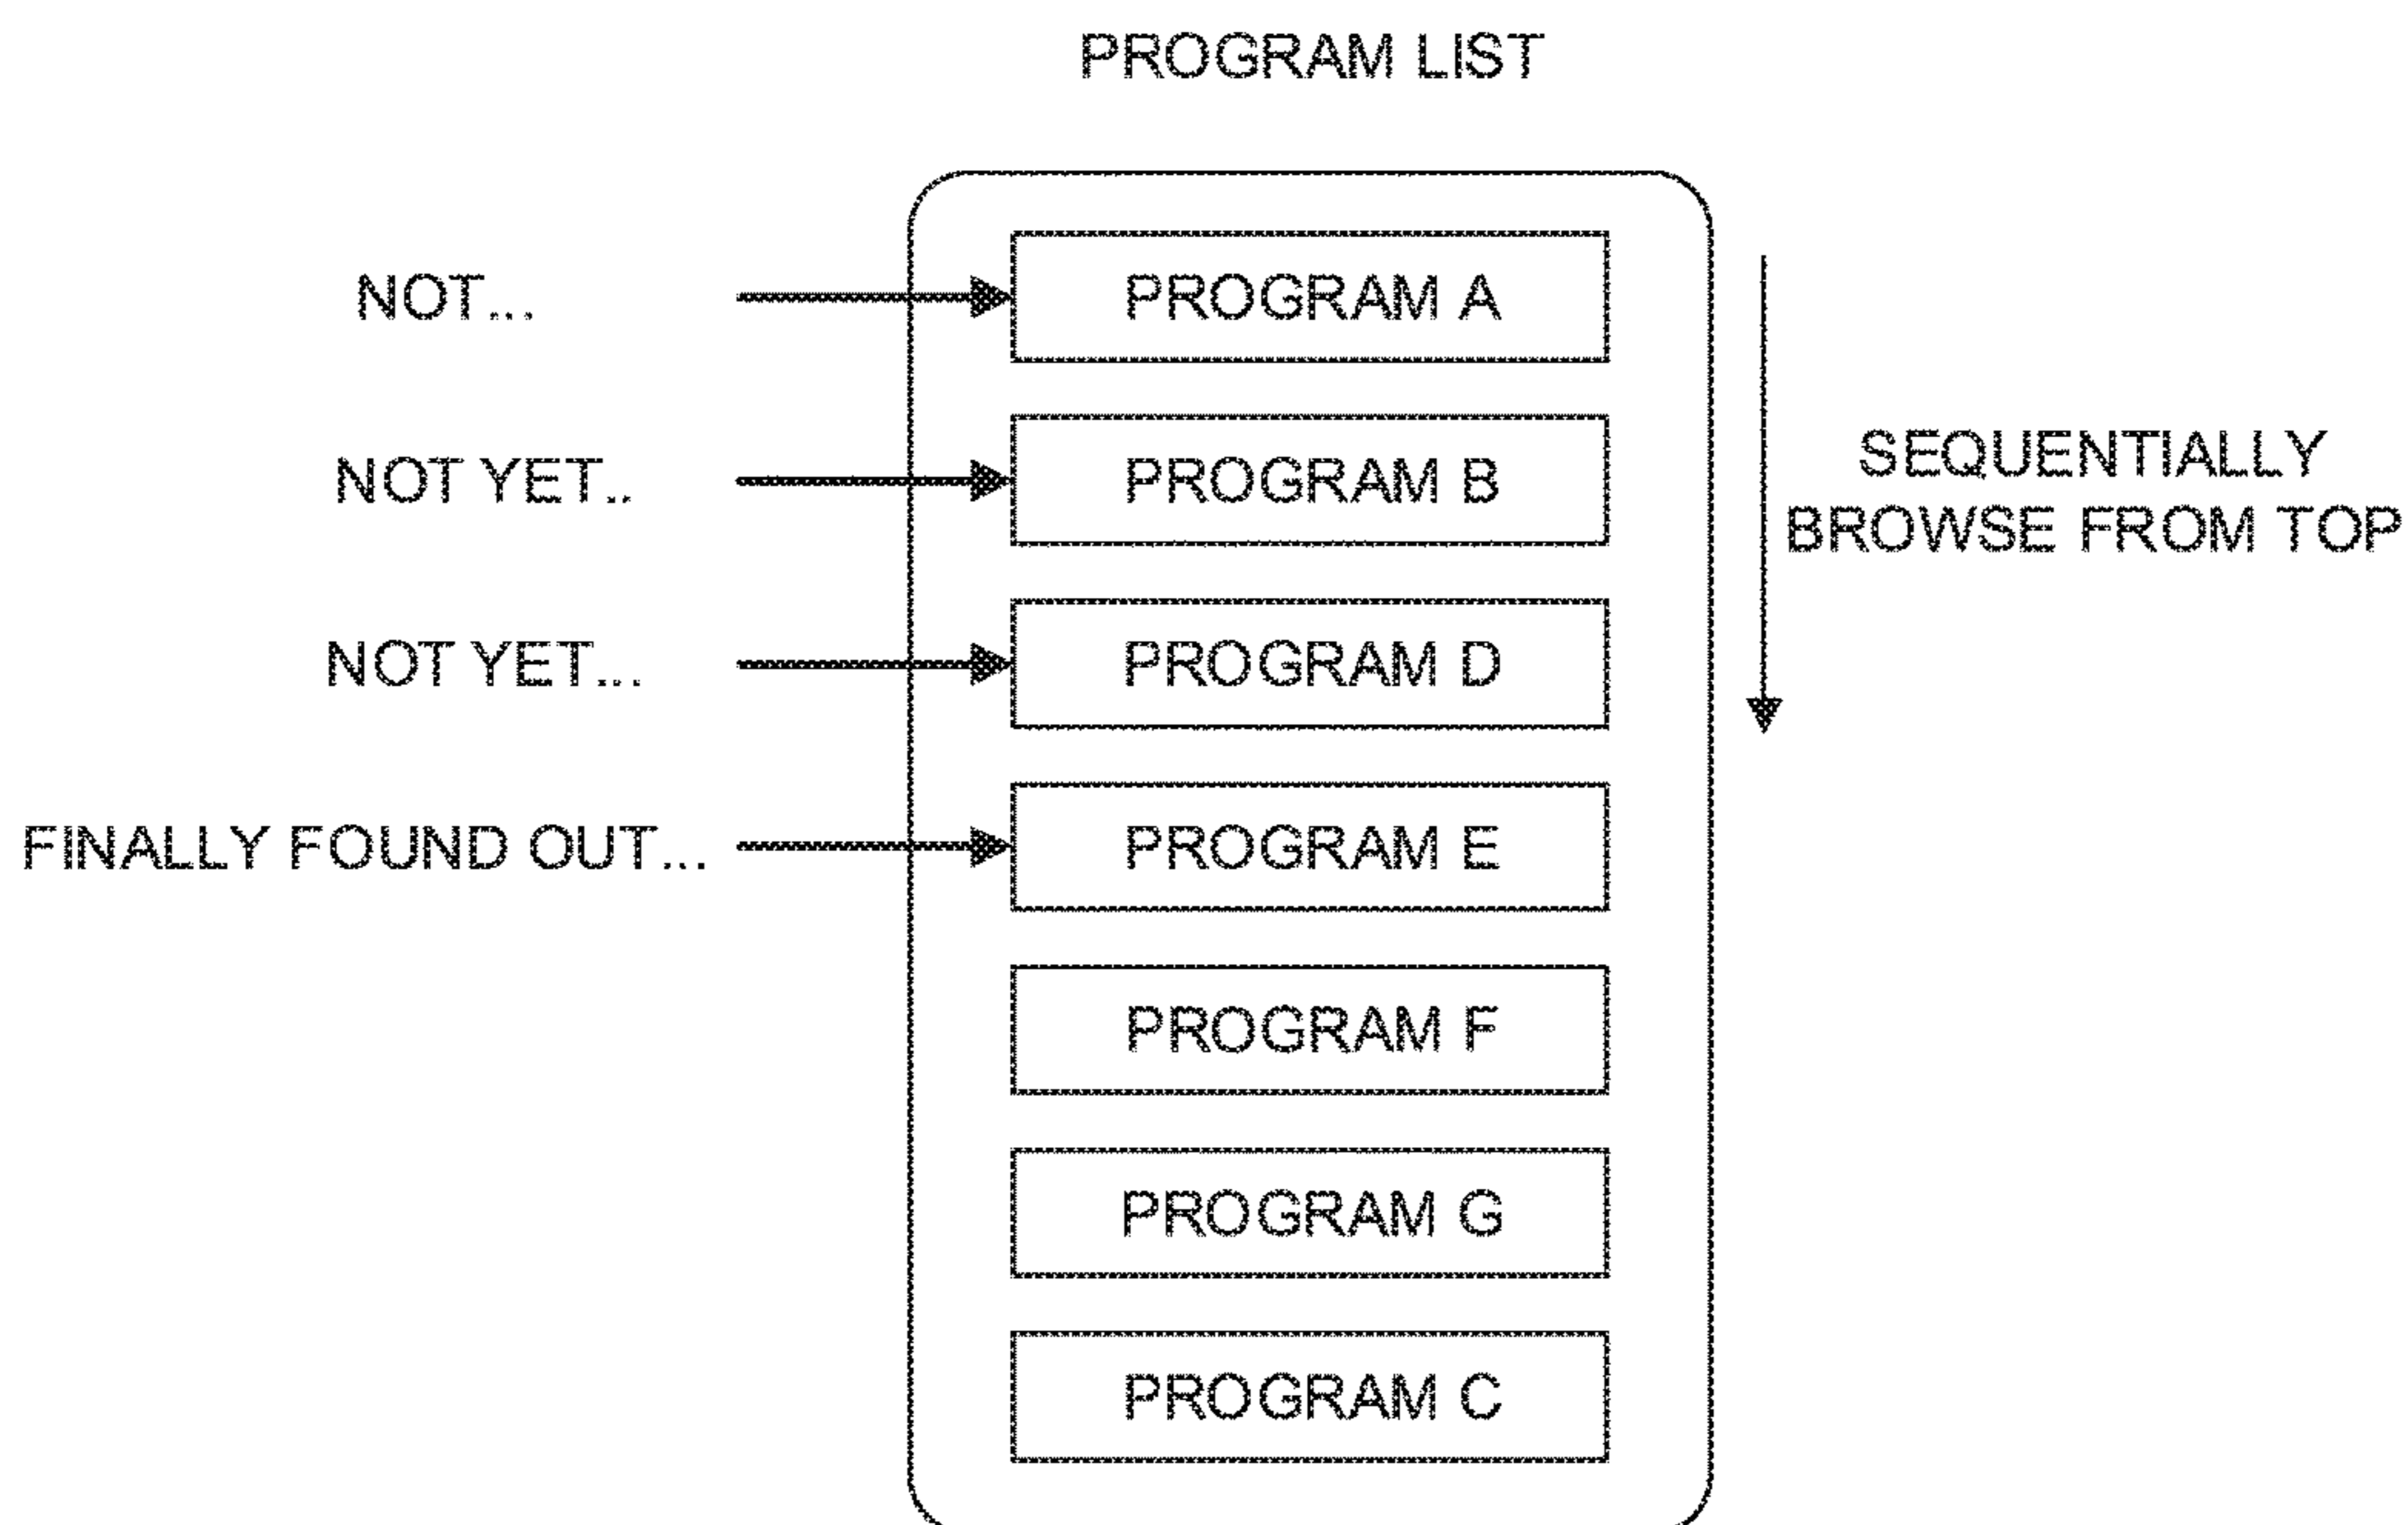 PROGRAM LIST
NOT...
PROGRAM A
NOT YET..
PROGRAM B
SEQUENTIALLY
BROWSE FROM TOP
NOT YET...
PROGRAM D
FINALLY FOUND OUT...
PROGRAM E
PROGRAM F
PROGRAM G
PROGRAM C